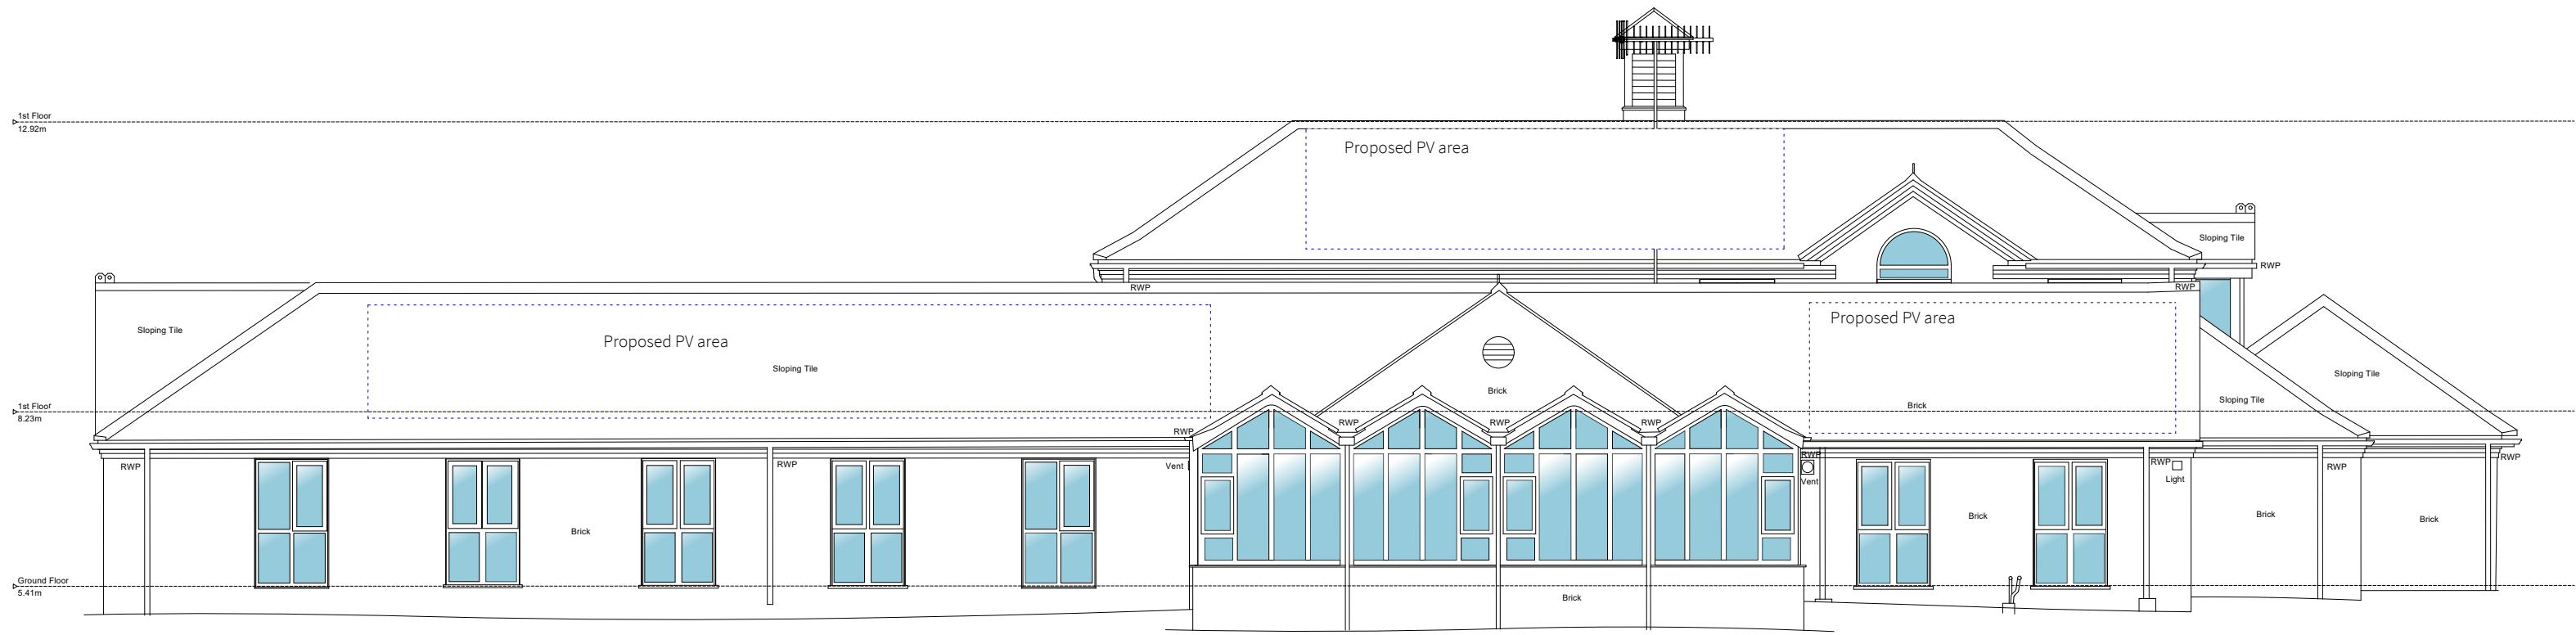 1st Floor
12.92m
Proposed PV area
Sloping Tile
RWP
RWP
RWP
Sloping Tile
Proposed PV area
Sloping Tile
Proposed PV area
Sloping Tile
Brick
Brick
Sloping Tile
1st Floor
8.23m
RWP
RWP
RWP
RWP
RWP
RWP
Vent
RWP
Vent
RWP
Light
RWP
RWP
Brick
Brick
Brick
Brick
Ground Floor
5.41m
Brick